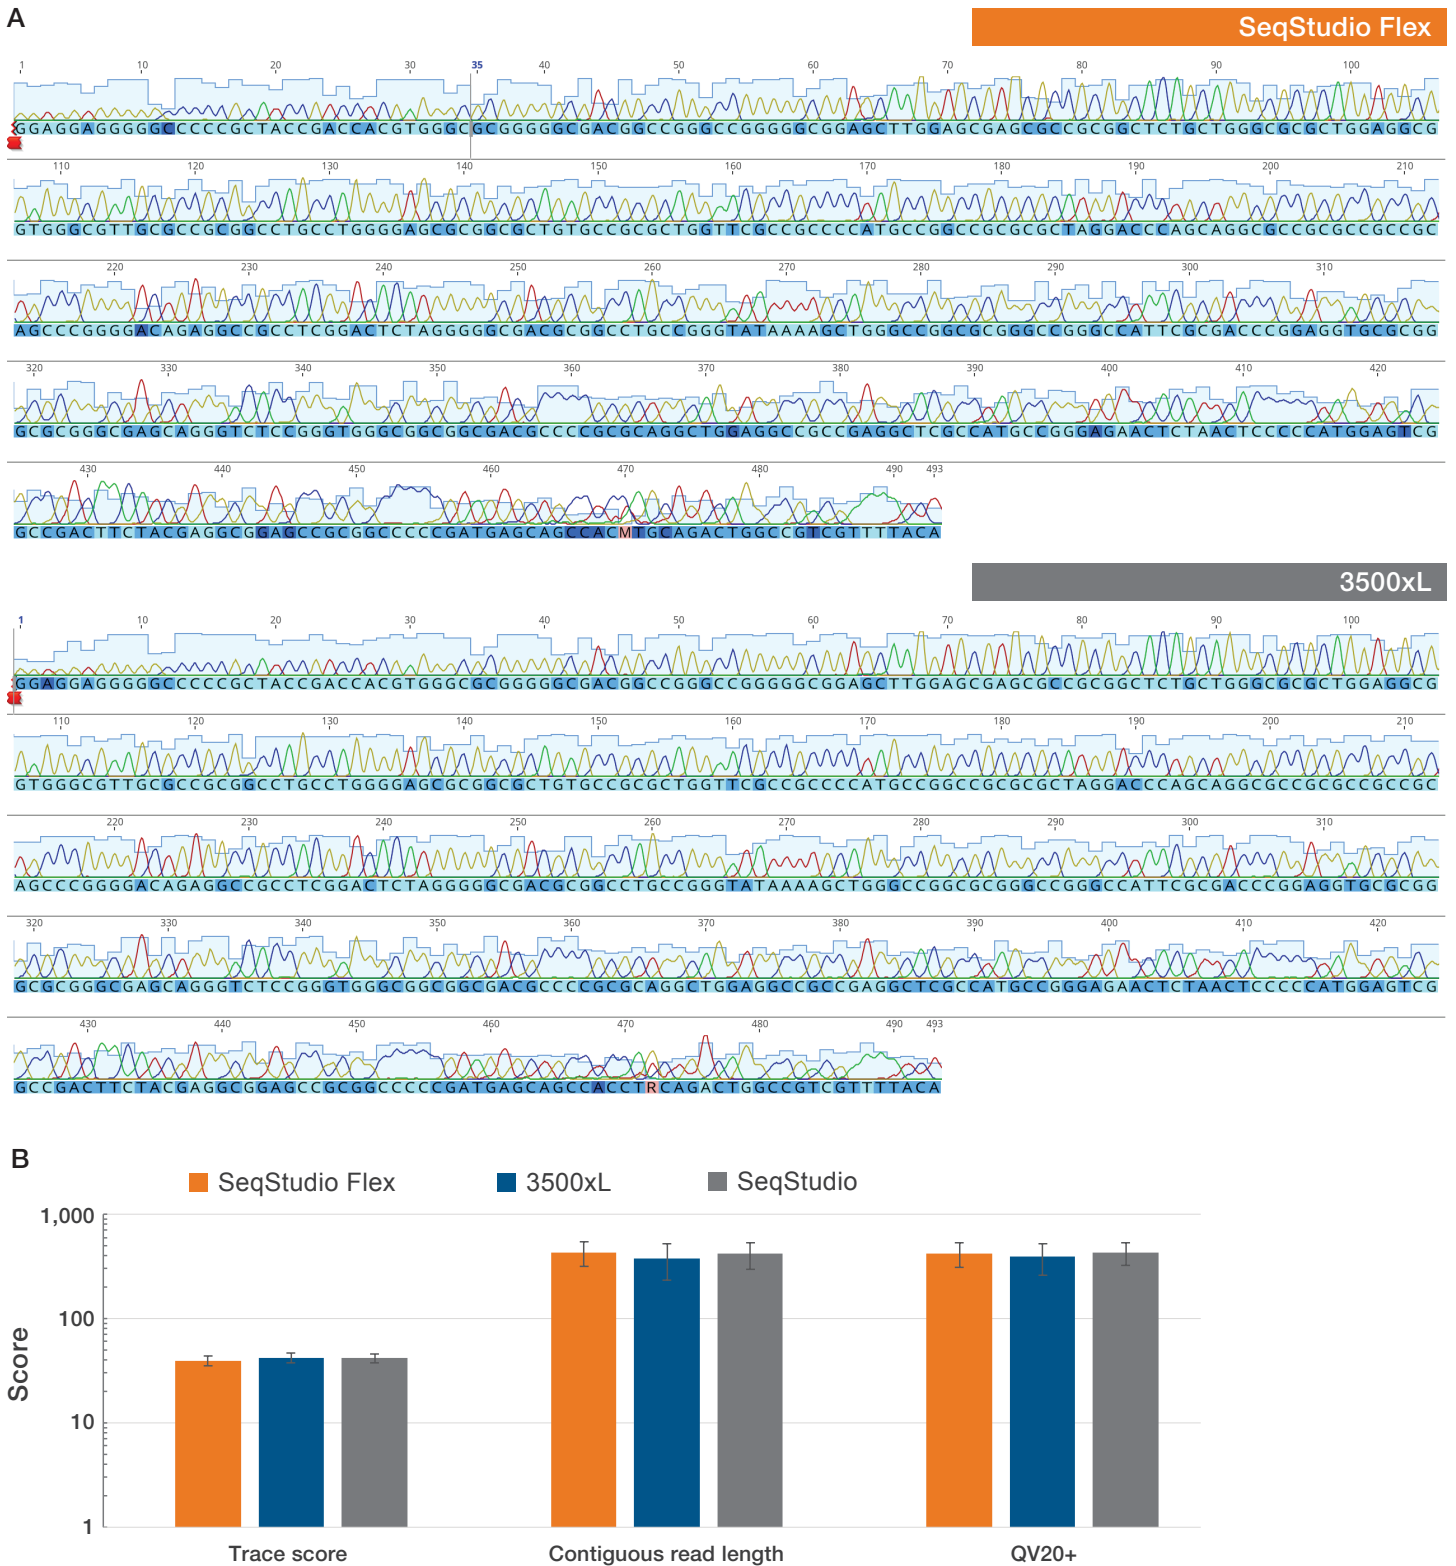 A
SeqStudio Flex
1 10 20 30 35 40 50 60 70 80 90 100
GGAGGAGGGGGCCCCCGCTACCGACCACGTGGGCGCGGGGGCGACGGCCGGGCCGGGGGCGGAGCTTGGAGCGAGCGCCGCGGCTCTGCTGGGCGCGCTGGAGGCG
110 120 130 140 150 160 170 180 190 200 210
GTGGGCGTTGCGCCGCGGCCTGCCTGGGGAGCGCGGCGCTGTGCCGCGCTGGTTCGCCGCCCCATGCCGGCCGCGCGCTAGGACCCAGCAGGCGCCGCGCCGCCGC
220 230 240 250 260 270 280 290 300 310
AGCCCGGGGACAGAGGCCGCCTCGGACTCTAGGGGGCGACGCGGCCTGCCGGGTATAAAAGCTGGGCCGGCGCGGGCCGGGCCATTCGCGACCCGGAGGTGCGCGG
320 330 340 350 360 370 380 390 400 410 420
GCGCGGGCGAGCAGGGTCTCCGGGTGGGCGGCGGCGACGCCCCGCGCAGGCTGGAGGCCGCCGAGGCTCGCCATGCCGGGAGAACTCTAACTCCCCCATGGAGTCG
430 440 450 460 470 480 490 493
GCCGACTTCTACGAGGCGGAGCCGCGGCCCCCGATGAGCAGCCACMTGCAGACTGGCCGTCGTTTTACA
3500xL
1 10 20 30 40 50 60 70 80 90 100
GGAGGAGGGGGCCCCCGCTACCGACCACGTGGGCGCGGGGGCGACGGCCGGGCCGGGGGCGGAGCTTGGAGCGAGCGCCGCGGCTCTGCTGGGCGCGCTGGAGGCG
110 120 130 140 150 160 170 180 190 200 210
GTGGGCGTTGCGCCGCGGCCTGCCTGGGGAGCGCGGCGCTGTGCCGCGCTGGTTCGCCGCCCCATGCCGGCCGCGCGCTAGGACCCAGCAGGCGCCGCGCCGCCGC
220 230 240 250 260 270 280 290 300 310
AGCCCGGGGACAGAGGCCGCCTCGGACTCTAGGGGGCGACGCGGCCTGCCGGGTATAAAAGCTGGGCCGGCGCGGGCCGGGCCATTCGCGACCCGGAGGTGCGCGG
320 330 340 350 360 370 380 390 400 410 420
GCGCGGGCGAGCAGGGTCTCCGGGTGGGCGGCGGCGACGCCCCGCGCAGGCTGGAGGCCGCCGAGGCTCGCCATGCCGGGAGAACTCTAACTCCCCCATGGAGTCG
430 440 450 460 470 480 490 493
GCCGACTTCTACGAGGCGGAGCCGCGGCCCCCGATGAGCAGCCACCTRCAGACTGGCCGTCGTTTTACA
B
SeqStudio Flex 3500xL SeqStudio
1,000
100
10
1
Score
Trace score Contiguous read length QV20+